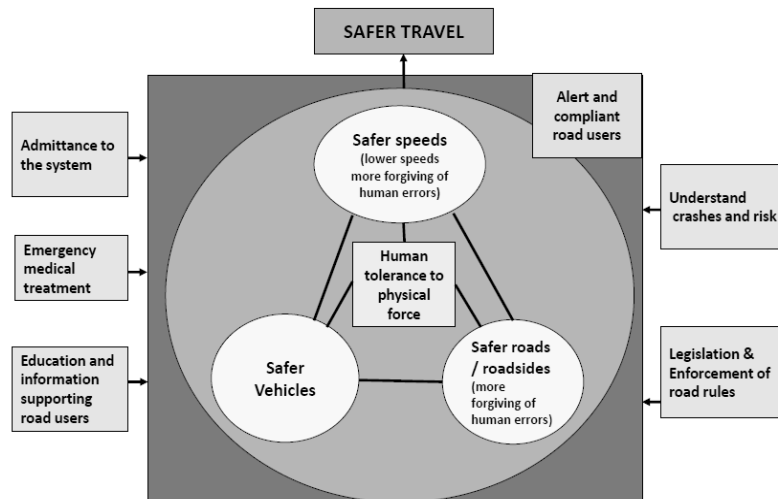 SAFER TRAVEL
Alert and
compliant
road users
Safer speeds
(lower speeds
more forgiving of
human errors)
Admittance to
the system
Understand
crashes and risk
Emergency
medical
treatment
Human
tolerance to
physical
force
Safer
Vehicles
Safer roads
/ roadsides
(more
forgiving of
human errors)
Education and
information
supporting
road users
Legislation &
Enforcement of
road rules